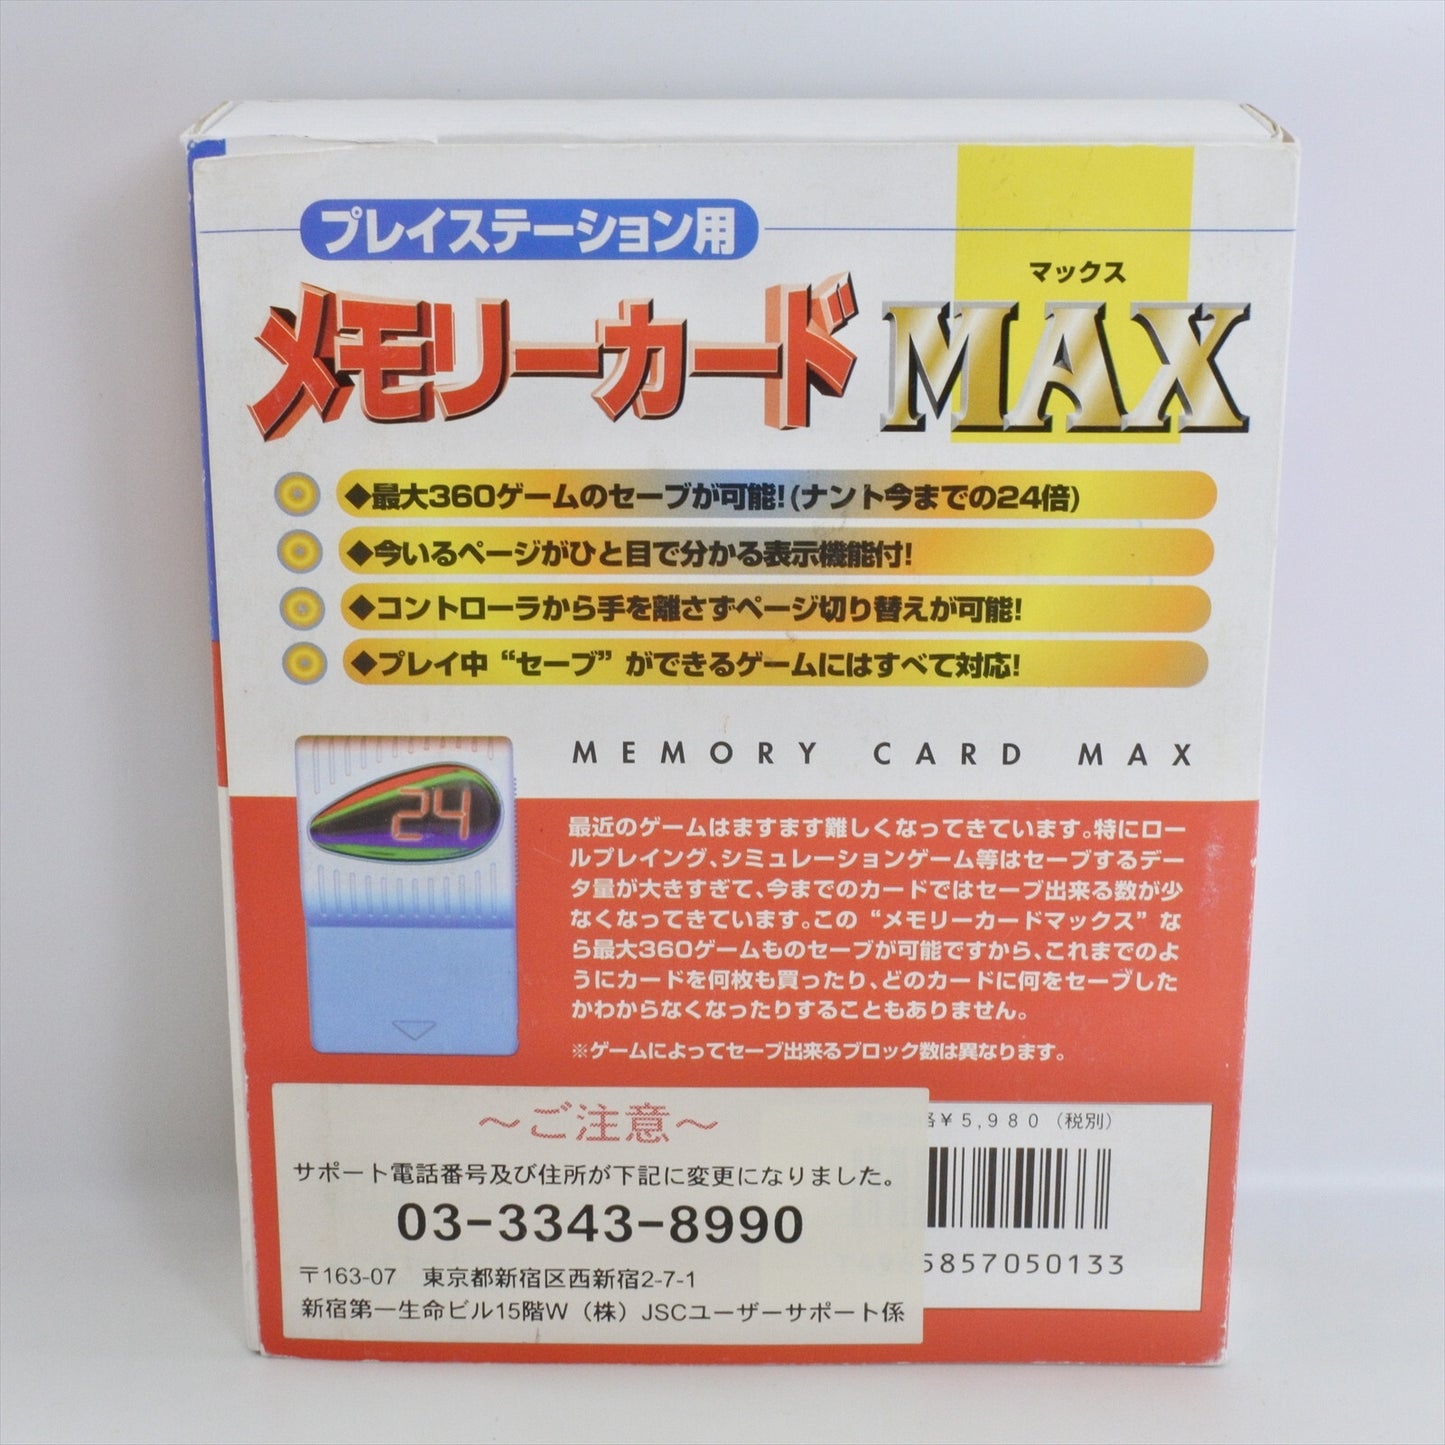 プレイステーション用
マックス
メモリーカード MAX
◆最大360ゲームのセーブが可能!(ナント今までの24倍)
◆今いるページがひと目で分かる表示機能付!
◆コントローラから手を離さずページ切り替えが可能!
◆プレイ中“セーブ”ができるゲームにはすべて対応!
MEMORY CARD MAX
24
最近のゲームはますます難しくなってきています。特にロー
ルプレイング、シミュレーションゲーム等はセーブするデー
タ量が大きすぎて、今までのカードではセーブ出来る数が少
なくなってきています。この“メモリーカードマックス”な
ら最大360ゲームものセーブが可能ですから、これまでのよ
うにカードを何枚も買ったり、どのカードに何をセーブした
かわからなくなったりすることもありません。
※ゲームによってセーブ出来るブロック数は異なります。
～ご注意～
サポート電話番号及び住所が下記に変更になりました。
03-3343-8990
〒163-07 東京都新宿区西新宿2-7-1
新宿第一生命ビル15階W（株）JSCユーザーサポート係
¥5,980（税別）
5857050133